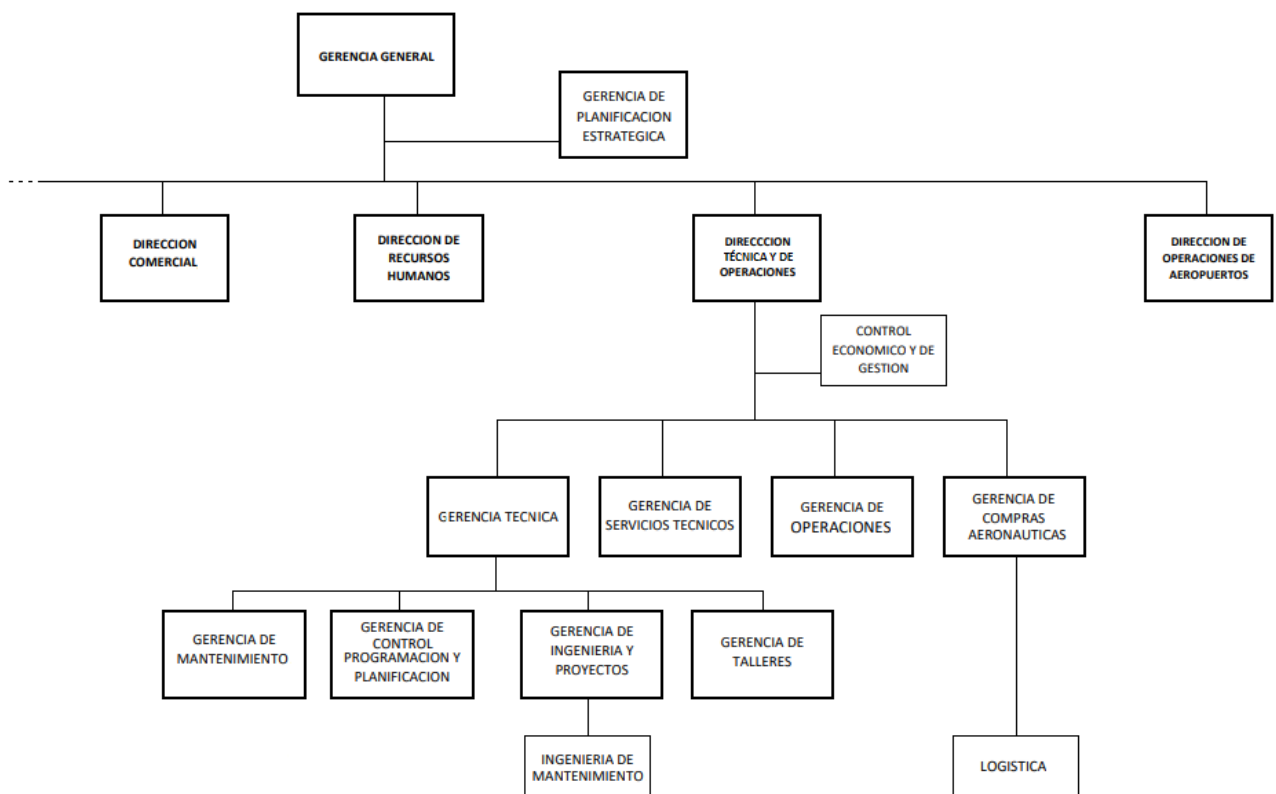 GERENCIA GENERAL
GERENCIA DE
PLANIFICACION
ESTRATEGICA
DIRECCION
COMERCIAL
DIRECCION DE
RECURSOS
HUMANOS
DIRECCCION
TÉCNICA Y DE
OPERACIONES
DIRECCION DE
OPERACIONES DE
AEROPUERTOS
CONTROL
ECONOMICO Y DE
GESTION
GERENCIA TECNICA
GERENCIA DE
SERVICIOS TECNICOS
GERENCIA DE
OPERACIONES
GERENCIA DE
COMPRAS
AERONAUTICAS
GERENCIA DE
MANTENIMIENTO
GERENCIA DE
CONTROL
PROGRAMACION Y
PLANIFICACION
GERENCIA DE
INGENIERIA Y
PROYECTOS
GERENCIA DE
TALLERES
INGENIERIA DE
MANTENIMIENTO
LOGISTICA